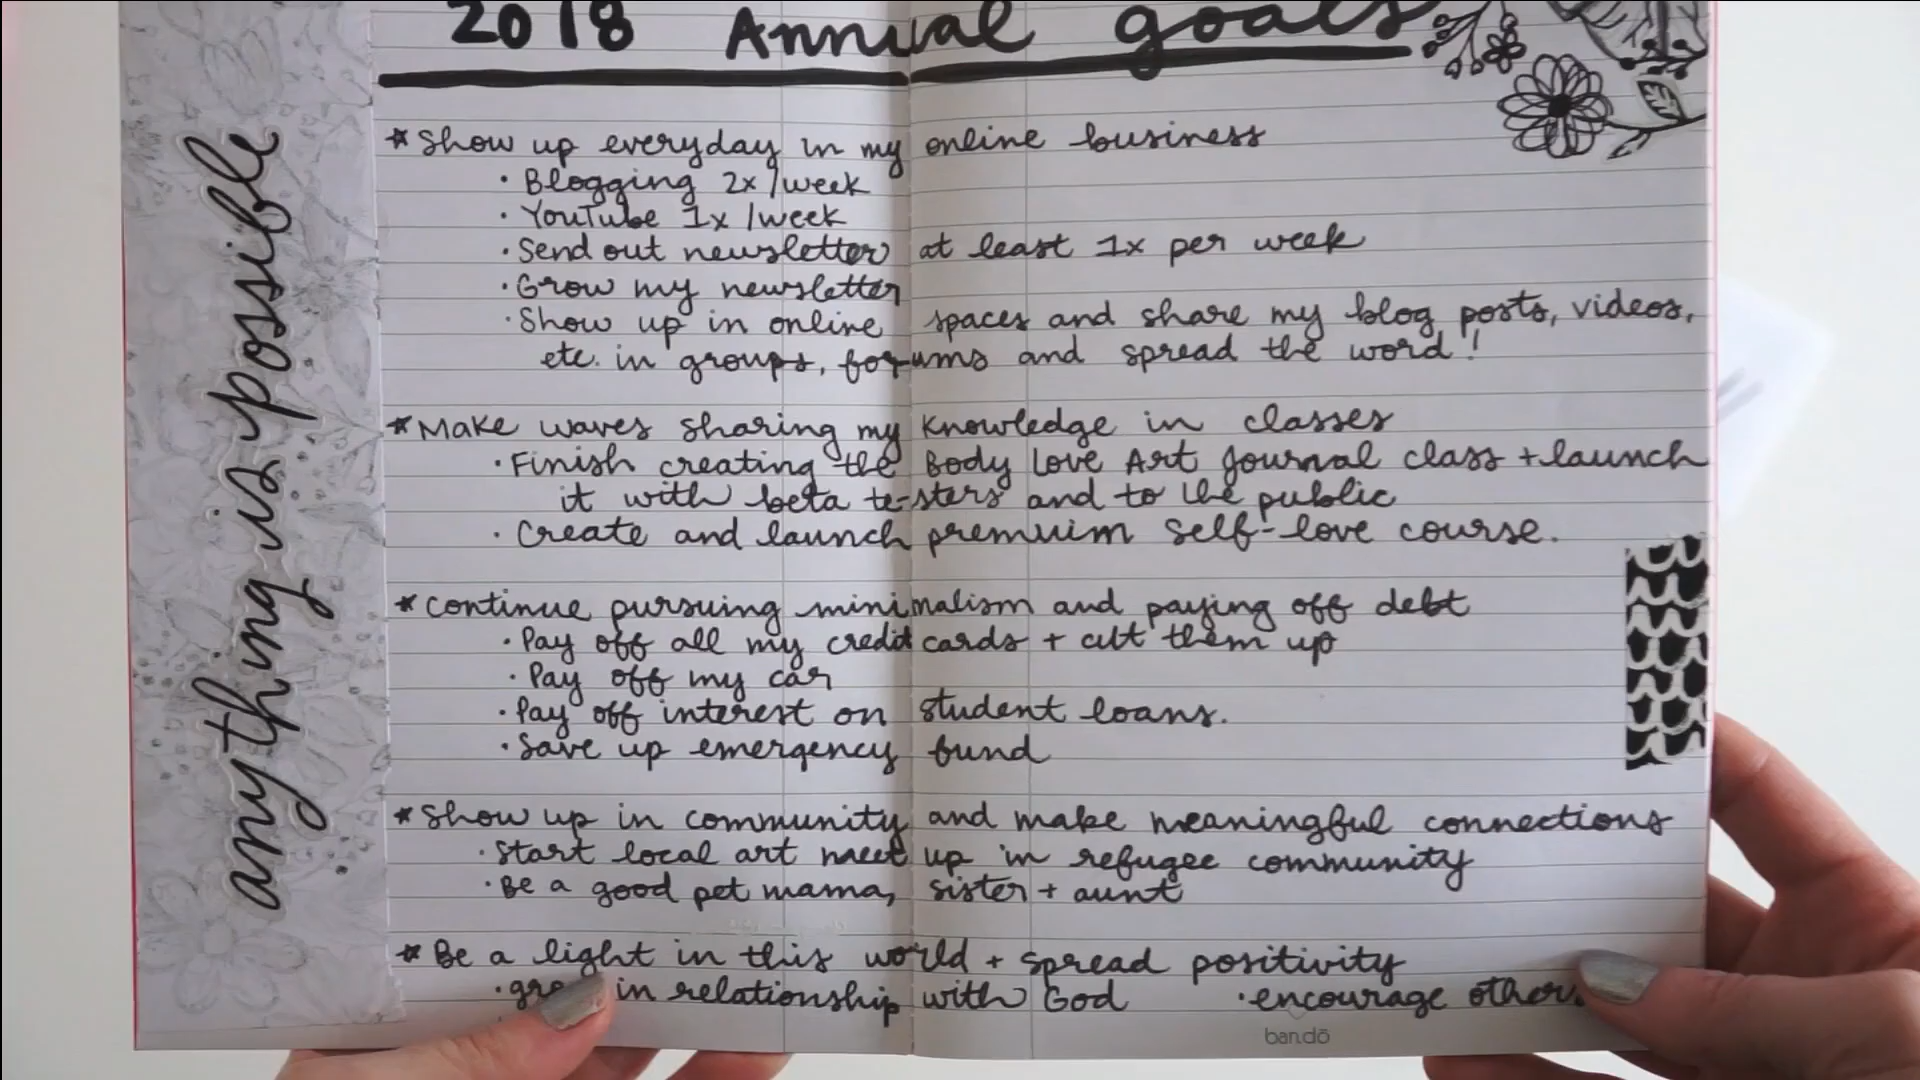 2018 Annual goals
anything is possible
* Show up everyday in my online business
· Blogging 2x /week
· YouTube 1x /week
· Send out newsletter at least 1x per week
· Grow my newsletter
· Show up in online spaces and share my blog posts, videos,
etc. in groups, forums and spread the word!
* Make waves sharing my knowledge in classes
· Finish creating the Body Love Art Journal class + launch
it with beta testers and to the public
· Create and launch premuim self-love course.
* Continue pursuing minimalism and paying off debt
· Pay off all my credit cards + cut them up
· Pay off my car
· Pay off interest on student loans.
· Save up emergency fund
* Show up in community and make meaningful connections
· Start local art meet up in refugee community
· Be a good pet mama, sister + aunt
* Be a light in this world + spread positivity
· in relationship with God · encourage others
ban.dō